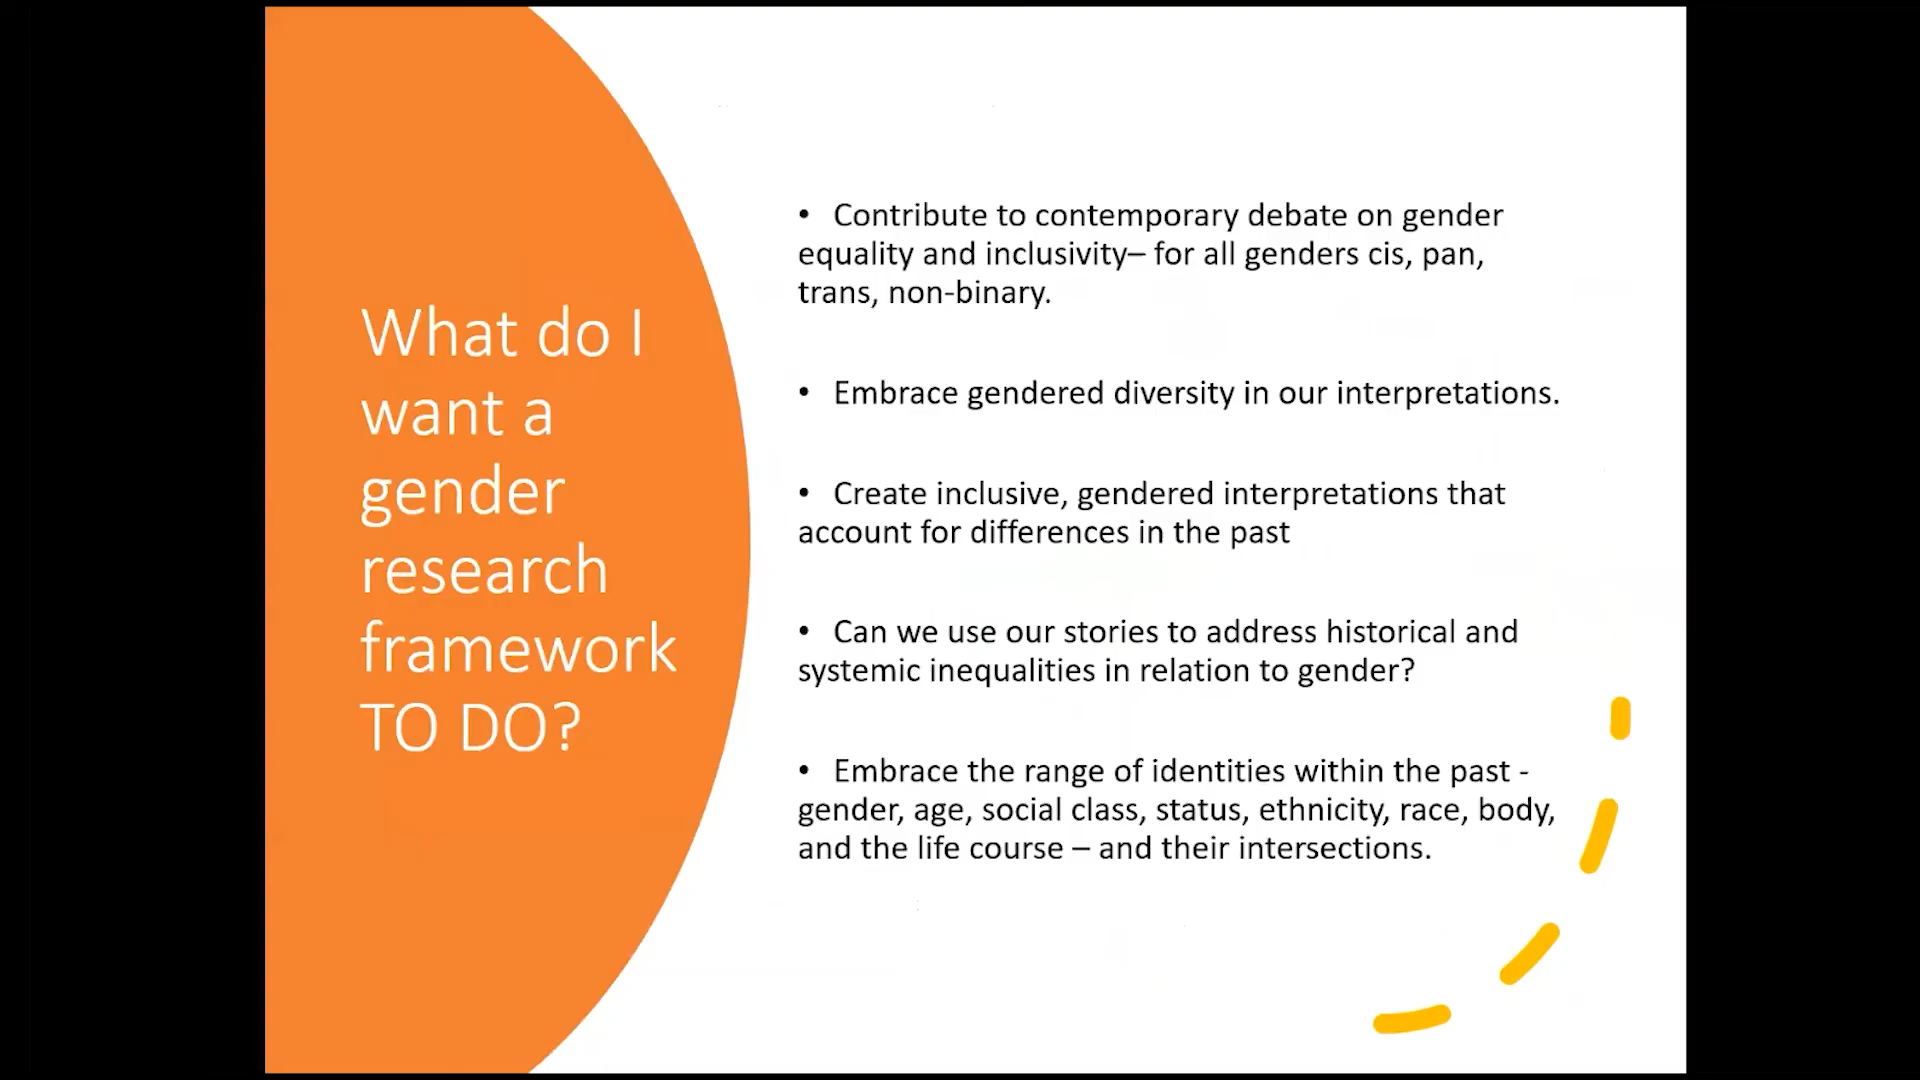 What do I
want a
gender
research
framework
TO DO?
• Contribute to contemporary debate on gender
equality and inclusivity– for all genders cis, pan,
trans, non-binary.
• Embrace gendered diversity in our interpretations.
• Create inclusive, gendered interpretations that
account for differences in the past
• Can we use our stories to address historical and
systemic inequalities in relation to gender?
• Embrace the range of identities within the past -
gender, age, social class, status, ethnicity, race, body,
and the life course – and their intersections.